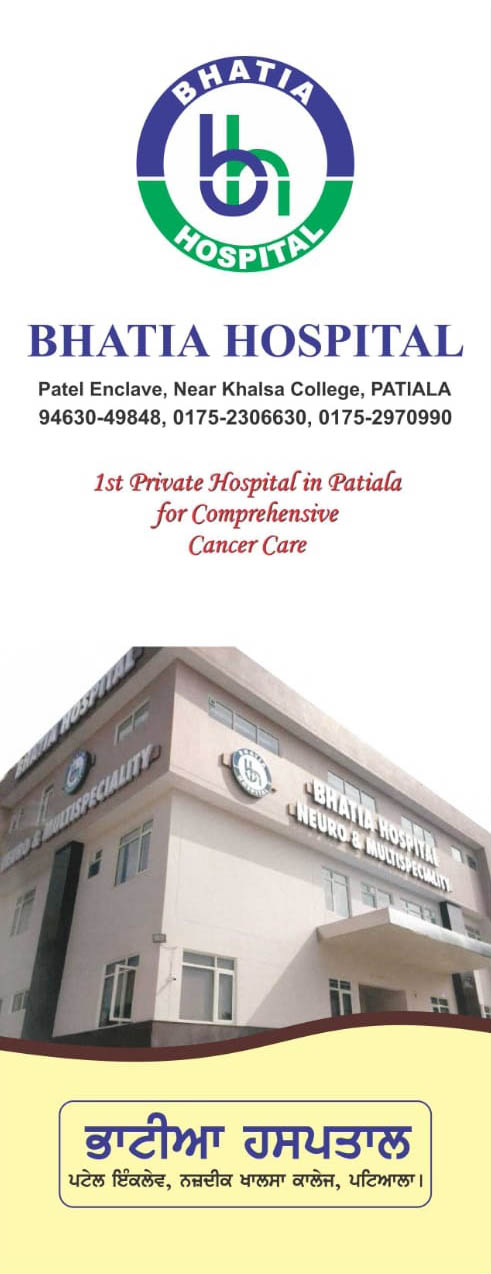 BHATIA
bh
HOSPITAL
BHATIA HOSPITAL
Patel Enclave, Near Khalsa College, PATIALA
94630-49848, 0175-2306630, 0175-2970990
1st Private Hospital in Patiala
for Comprehensive
Cancer Care
BHATIA HOSPITAL
NEURO & MULTISPECIALITY
bh
BHATIA HOSPITAL
NEURO & MULTISPECIALITY
ਭਾਟੀਆ ਹਸਪਤਾਲ
ਪਟੇਲ ਇੰਕਲੇਵ, ਨਜ਼ਦੀਕ ਖਾਲਸਾ ਕਾਲੇਜ, ਪਟਿਆਲਾ।